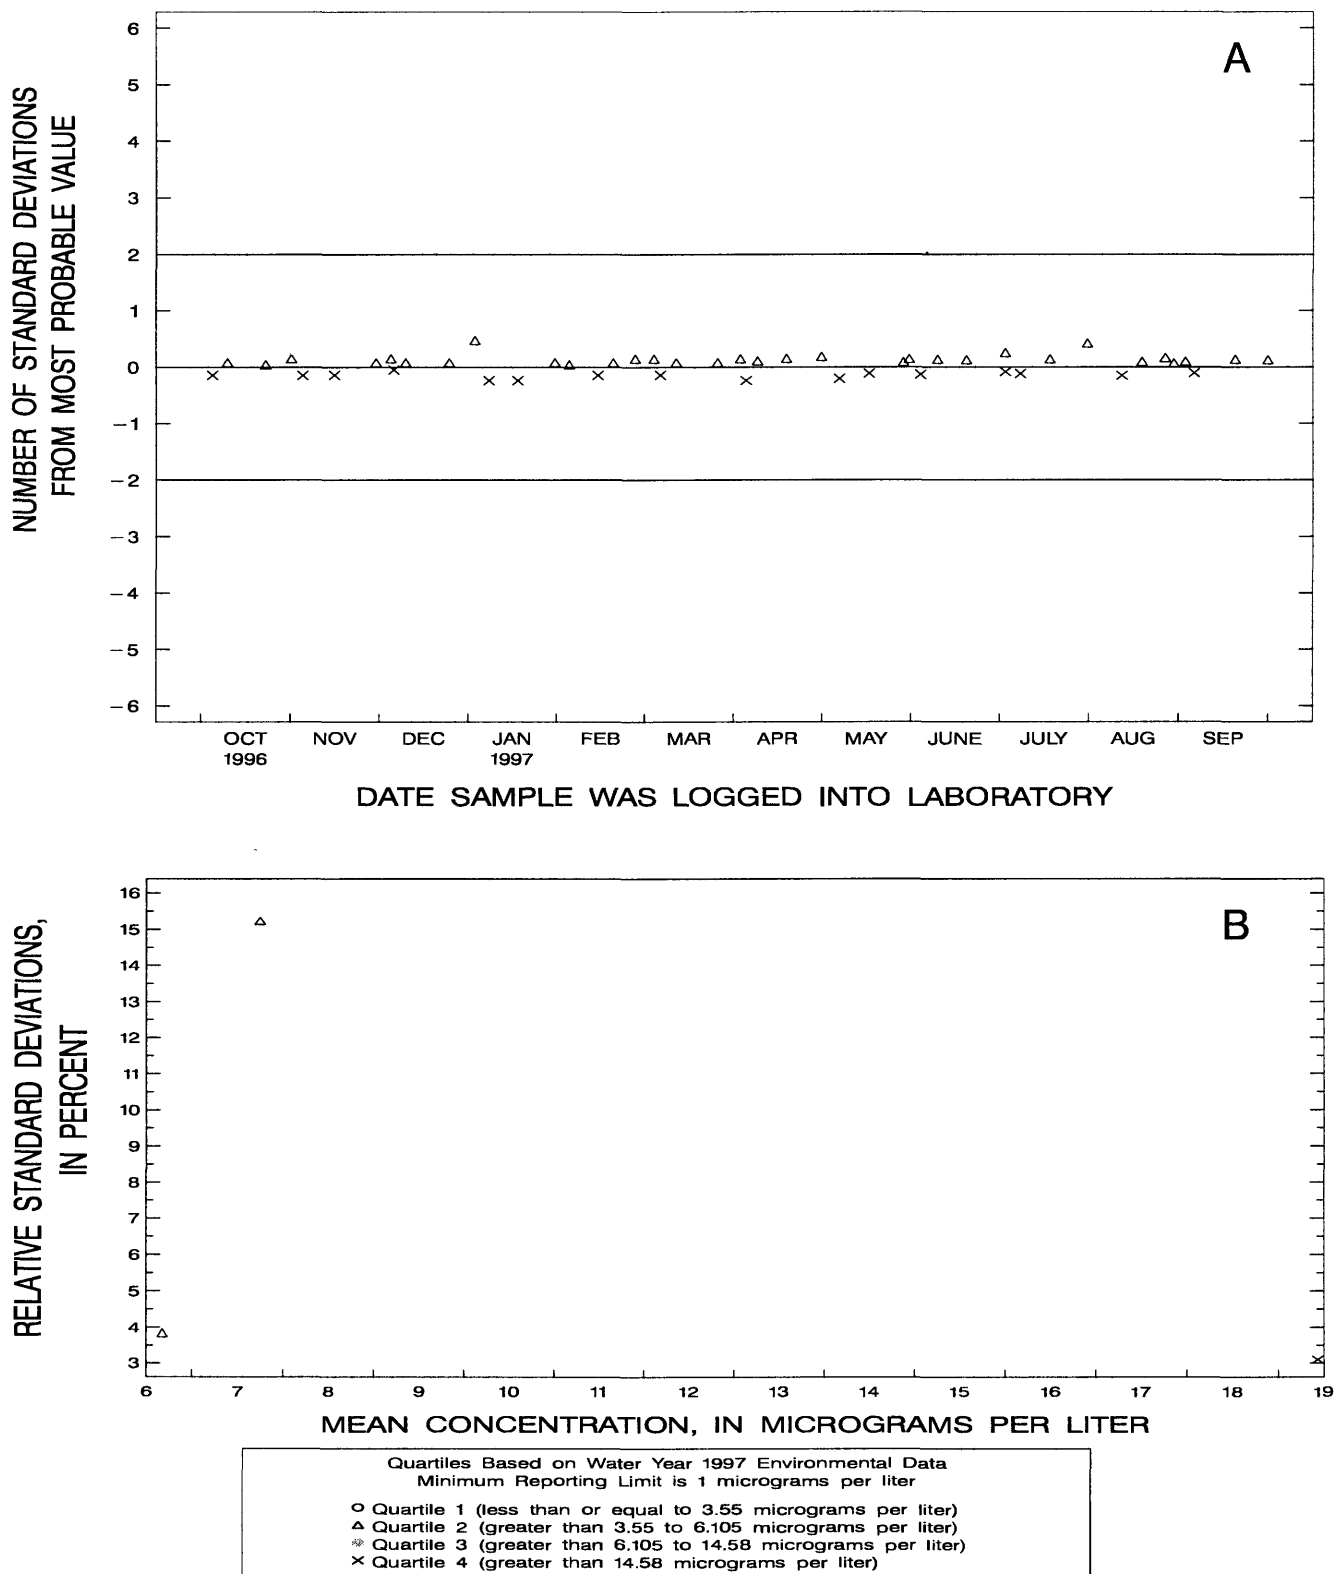 A
NUMBER OF STANDARD DEVIATIONS
FROM MOST PROBABLE VALUE
6
5
4
3
2
1
0
−1
−2
−3
−4
−5
−6
OCT NOV DEC JAN FEB MAR APR MAY JUNE JULY AUG SEP
1996 1997
DATE SAMPLE WAS LOGGED INTO LABORATORY
B
RELATIVE STANDARD DEVIATIONS,
IN PERCENT
16
15
14
13
12
11
10
9
8
7
6
5
4
3
6 7 8 9 10 11 12 13 14 15 16 17 18 19
MEAN CONCENTRATION, IN MICROGRAMS PER LITER
Quartiles Based on Water Year 1997 Environmental Data
Minimum Reporting Limit is 1 micrograms per liter
Quartile 1 (less than or equal to 3.55 micrograms per liter)
Quartile 2 (greater than 3.55 to 6.105 micrograms per liter)
Quartile 3 (greater than 6.105 to 14.58 micrograms per liter)
Quartile 4 (greater than 14.58 micrograms per liter)